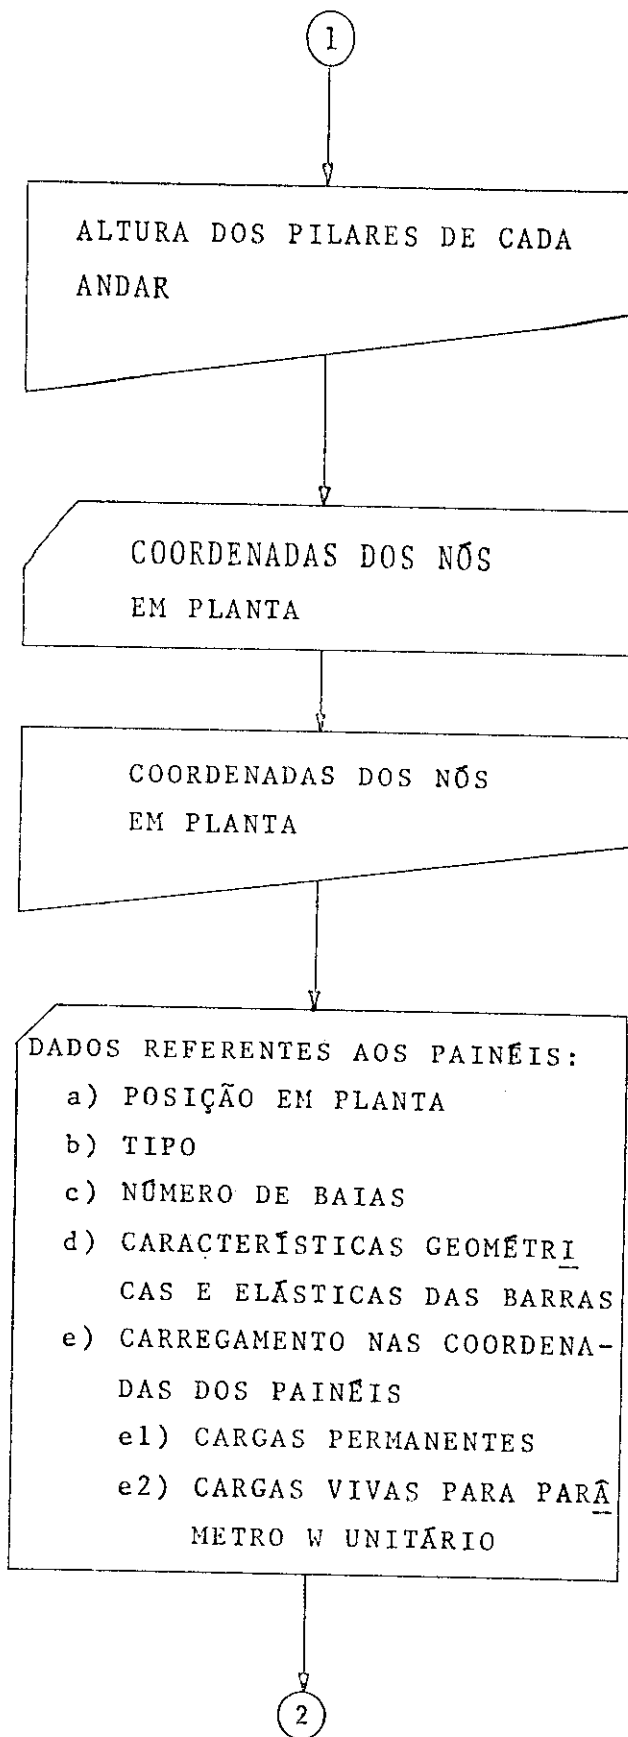 1
ALTURA DOS PILARES DE CADA
ANDAR
COORDENADAS DOS NÓS
EM PLANTA
COORDENADAS DOS NÓS
EM PLANTA
DADOS REFERENTES AOS PAINÉIS:
a) POSIÇÃO EM PLANTA
b) TIPO
c) NÚMERO DE BAIAS
d) CARACTERÍSTICAS GEOMÉTRI
CAS E ELÁSTICAS DAS BARRAS
e) CARREGAMENTO NAS COORDENA-
DAS DOS PAINÉIS
e1) CARGAS PERMANENTES
e2) CARGAS VIVAS PARA PARÂ
METRO W UNITÁRIO
2